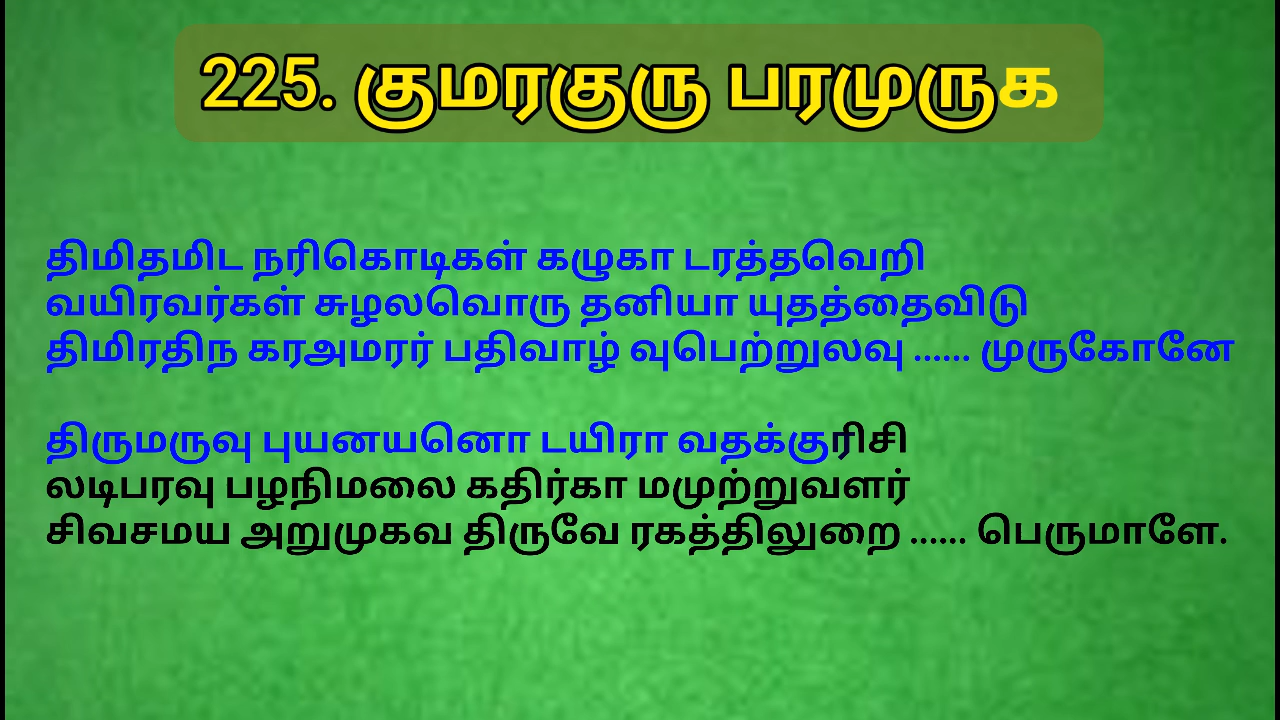 225. குமரகுரு பரமுருக
திமிதமிட நரிகொடிகள் கழுகா டரத்தவெறி
வயிரவர்கள் சுழலவொரு தனியா யுதத்தைவிடு
திமிரதிந கரஅமரர் பதிவாழ் வுபெற்றுலவு ...... முருகோனே
திருமருவு புயனயனொ டயிரா வதக்குரிசி
லடிபரவு பழநிமலை கதிர்கா மமுற்றுவளர்
சிவசமய அறுமுகவ திருவே ரகத்திலுறை ...... பெருமாளே.